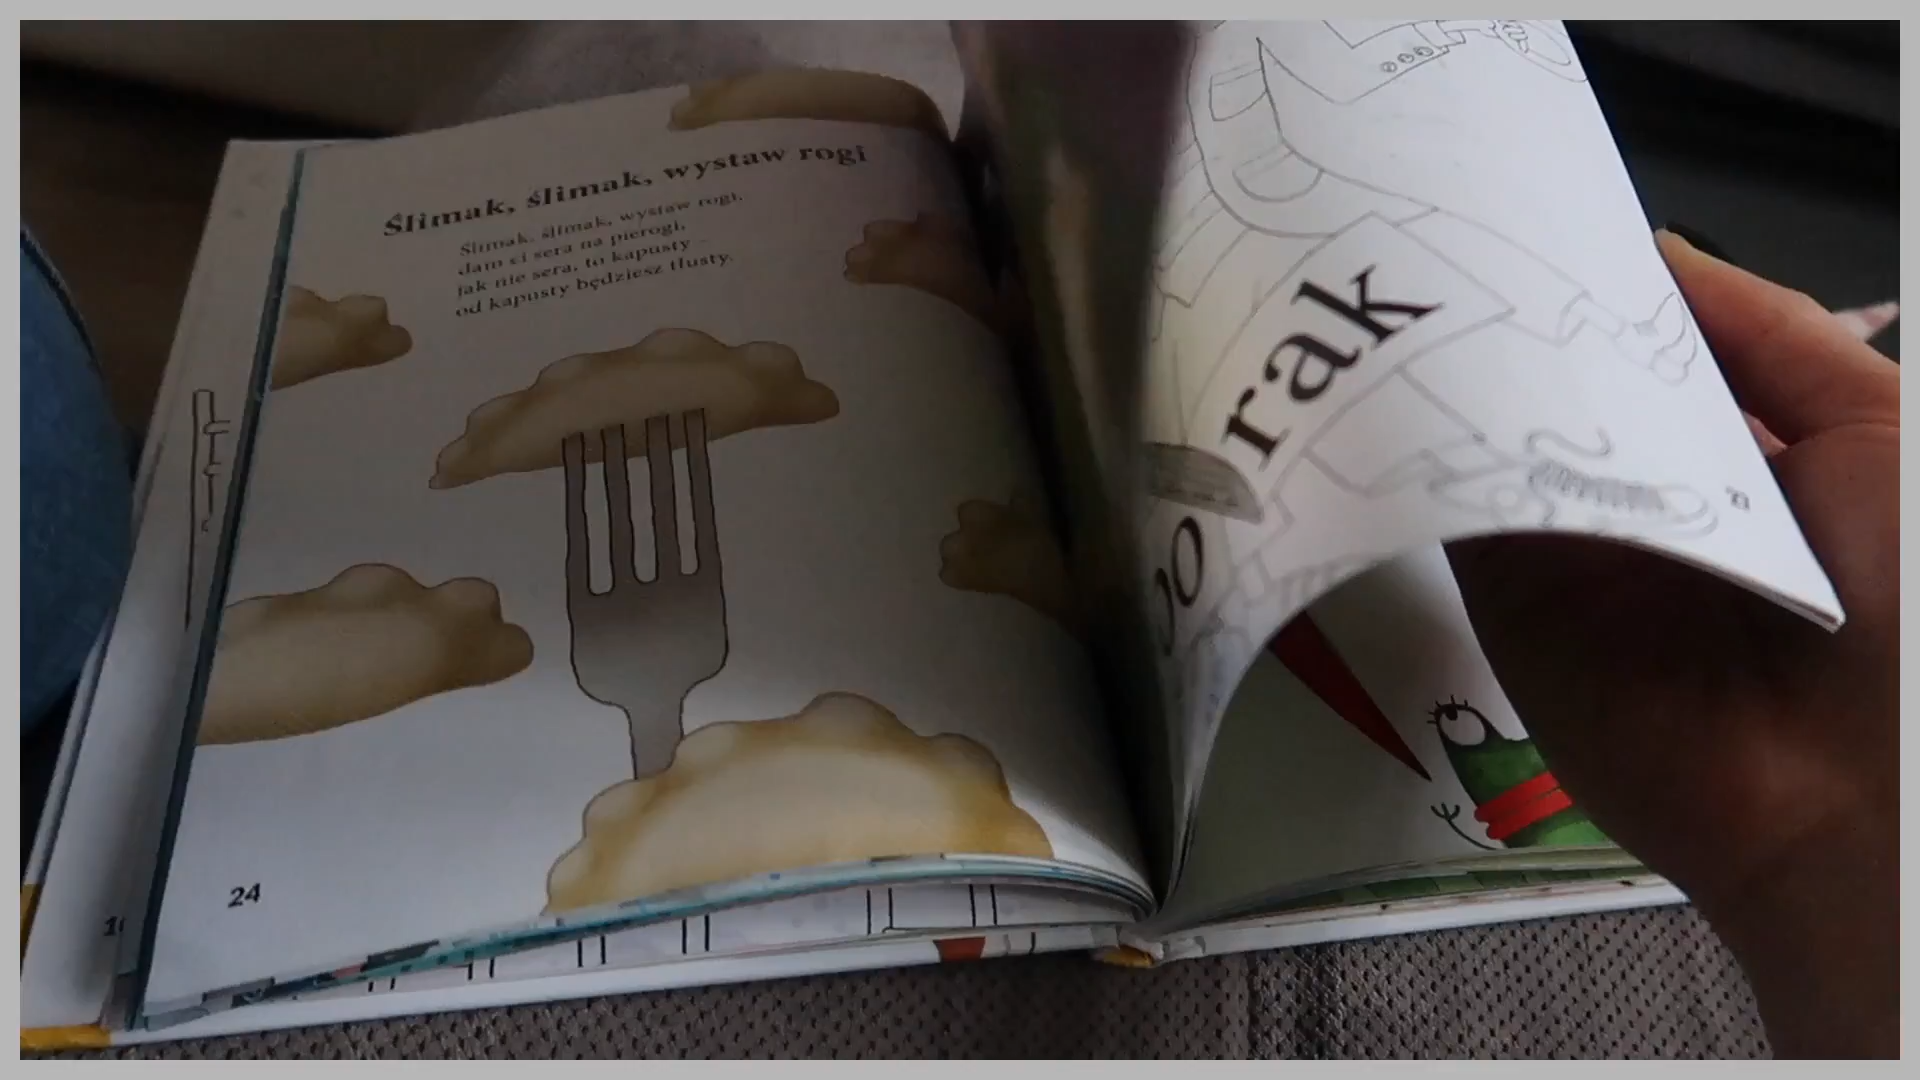 Ślimak, ślimak, wystaw rogi
Ślimak, ślimak, wystaw rogi,
dam ci sera na pierogi,
jak nie sera, to kapusty –
od kapusty będziesz tłusty.
24
rak